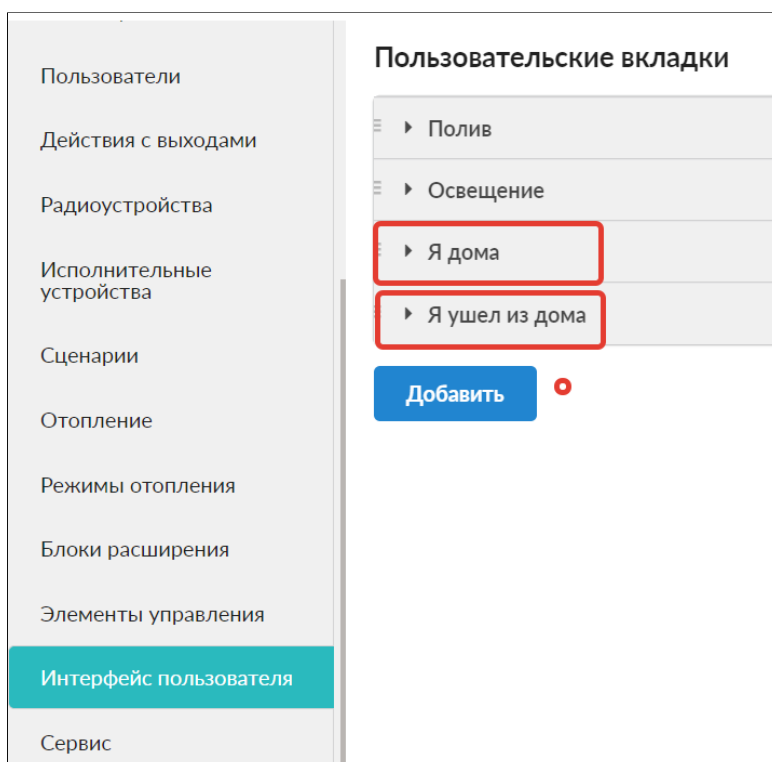 Пользователи
Действия с выходами
Радиоустройства
Исполнительные
устройства
Сценарии
Отопление
Режимы отопления
Блоки расширения
Элементы управления
Интерфейс пользователя
Сервис
Пользовательские вкладки
Полив
Освещение
Я дома
Я ушел из дома
Добавить